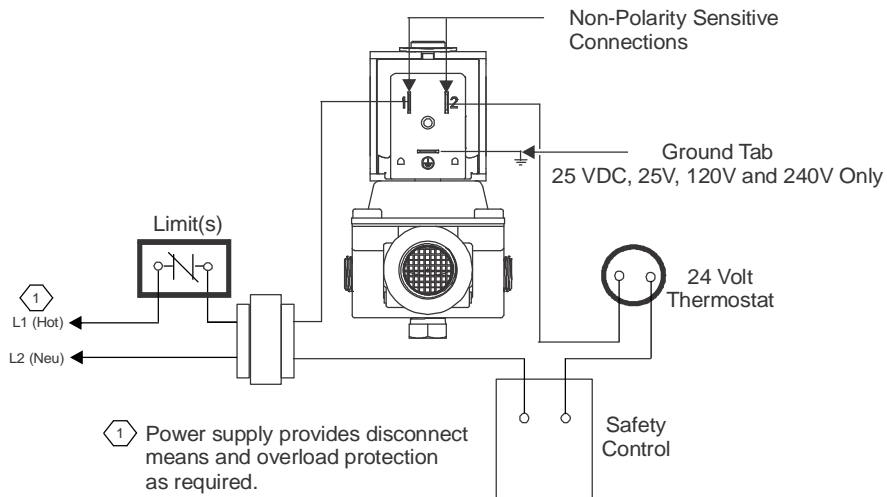 Non-Polarity Sensitive
Connections
1
2
Ground Tab
25 VDC, 25V, 120V and 240V Only
Limit(s)
24 Volt
Thermostat
1
L1 (Hot)
L2 (Neu)
1 Power supply provides disconnect
means and overload protection
as required.
Safety
Control